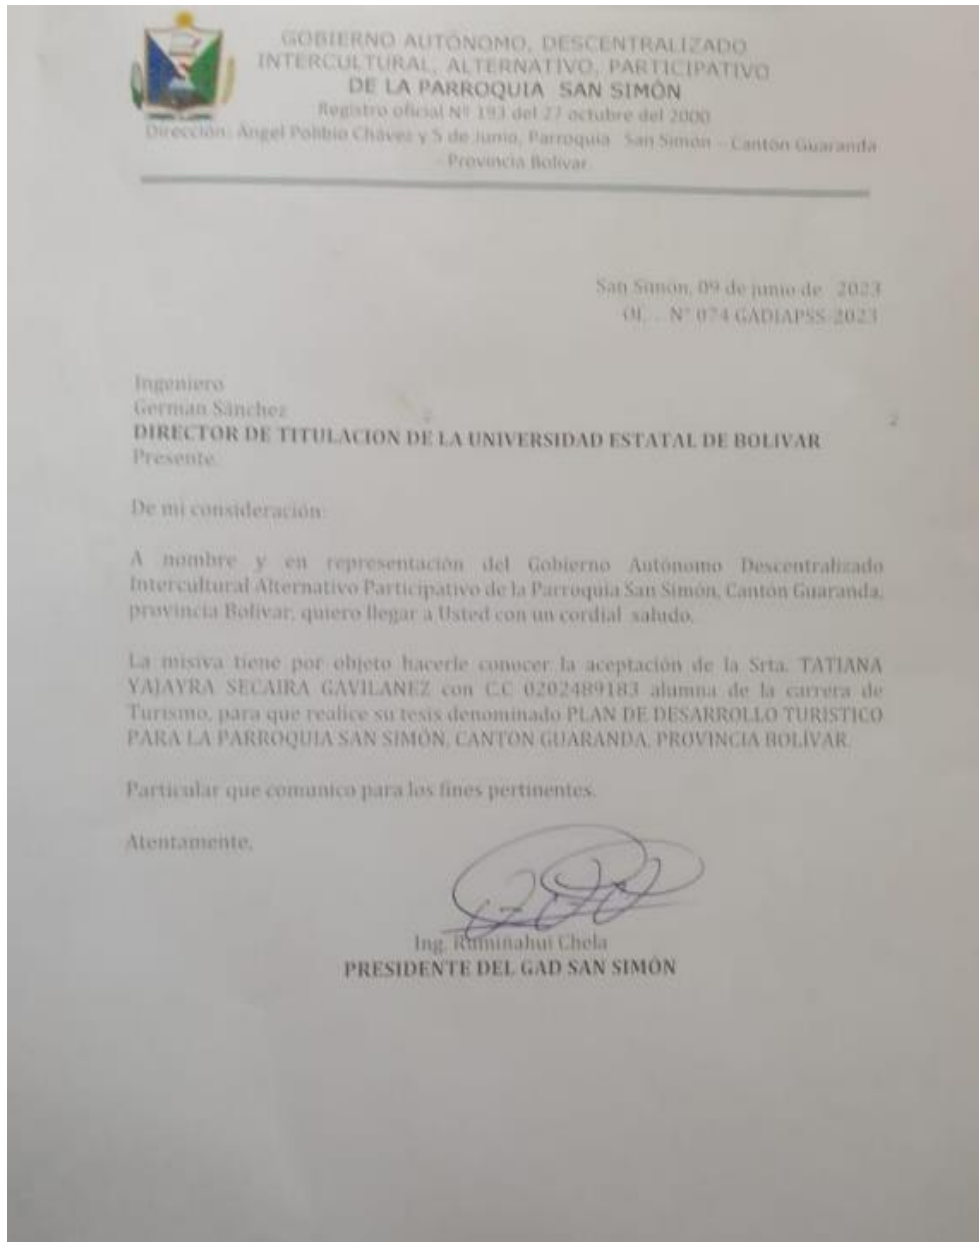 GOBIERNO AUTÓNOMO, DESCENTRALIZADO
INTERCULTURAL, ALTERNATIVO, PARTICIPATIVO
DE LA PARROQUIA SAN SIMÓN
Registro oficial Nº 193 del 27 octubre del 2000
Dirección: Angel Polibio Chávez y 5 de Junio, Parroquia San Simón - Cantón Guaranda
- Provincia Bolívar.
San Simón, 09 de junio de 2023
Of. . N° 074 GADIAPSS-2023
Ingeniero
German Sánchez
DIRECTOR DE TITULACION DE LA UNIVERSIDAD ESTATAL DE BOLIVAR
Presente.
De mi consideración:
A nombre y en representación del Gobierno Autónomo Descentralizado
Intercultural Alternativo Participativo de la Parroquia San Simón, Cantón Guaranda,
provincia Bolívar, quiero llegar a Usted con un cordial saludo.
La misiva tiene por objeto hacerle conocer la aceptación de la Srta. TATIANA
YAJAYRA SECAIRA GAVILANEZ con C.C 0202489183 alumna de la carrera de
Turismo, para que realice su tesis denominado PLAN DE DESARROLLO TURISTICO
PARA LA PARROQUIA SAN SIMÓN, CANTON GUARANDA, PROVINCIA BOLÍVAR.
Particular que comunico para los fines pertinentes.
Atentamente,
Ing. Rumiñahui Chela
PRESIDENTE DEL GAD SAN SIMÓN